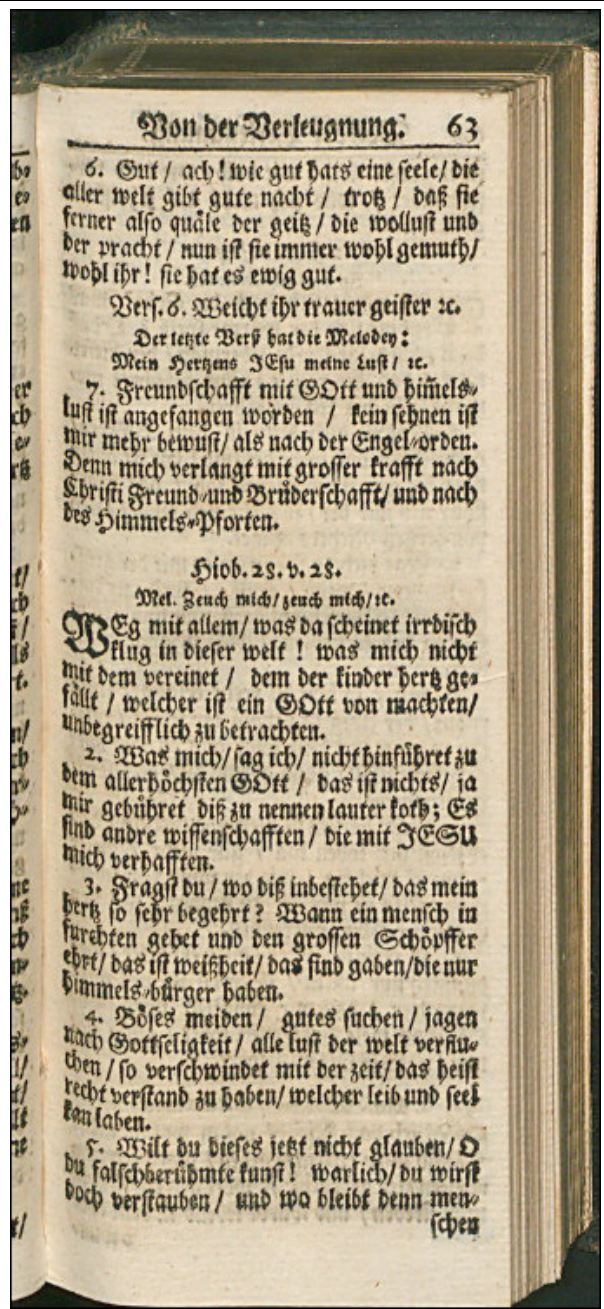 Von der Verleugnung. 63
6. Gut / ach! wie gut hats eine seele/ die
aller welt gibt gute nacht / trotz / daß sie
ferner also quäle der geitz / die wollust und
der pracht / nun ist sie immer wohl gemuth/
wohl ihr! sie hat es ewig gut.
Vers. 6. Weicht ihr trauer geister ꝛc.
Der letzte Verß hat die Melodey:
Mein Hertzens JEsu meine Lust / ꝛc.
7. Freundschafft mit GOtt und him̃els-
lust ist angefangen worden / kein sehnen ist
mir mehr bewust/ als nach der Engel-orden.
Denn mich verlangt mit grosser krafft nach
Christi Freund-und Brüderschafft/ und nach
des Himmels-Pforten.
Hiob. 28. v. 28.
Mel. Zeuch mich/ zeuch mich/ ꝛc.
WEg mit allem/ was da scheinet irrdisch
klug in dieser welt ! was mich nicht
mit dem vereinet / dem der kinder hertz ge-
fällt / welcher ist ein GOtt von machten/
unbegreifflich zu betrachten.
2. Was mich/ sag ich/ nicht hinführet zu
dem allerhöchsten GOtt / das ist nichts/ ja
mir gebühret diß zu nennen lauter koth; Es
sind andre wissenschafften / die mit JESU
mich verhafften.
3. Fragst du / wo diß inbestehet/ das mein
hertz so sehr begehrt? Wann ein mensch in
furchten gehet und den grossen Schöpffer
ehrt/ das ist weißheit/ das sind gaben/die nur
himmels-bürger haben.
4. Böses meiden / gutes suchen / jagen
nach Gottseligkeit / alle lust der welt verflu-
chen / so verschwindet mit der zeit/ das heist
recht verstand zu haben/ welcher leib und seel
kan laben.
5. Wilt du dieses jetzt nicht glauben/ O
du falschberühmte kunst! warlich/ du wirst
doch verstauben / und wo bleibt denn men-
schen